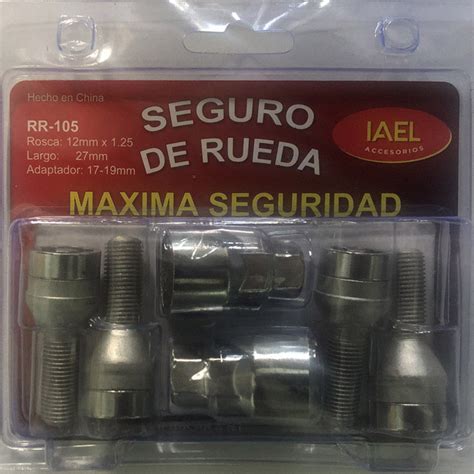 Hecho en China
RR-105
Rosca: 12mm x 1.25
Largo: 27mm
Adaptador: 17-19mm
SEGURO
DE RUEDA
IAEL
ACCESORIOS
MAXIMA SEGURIDAD